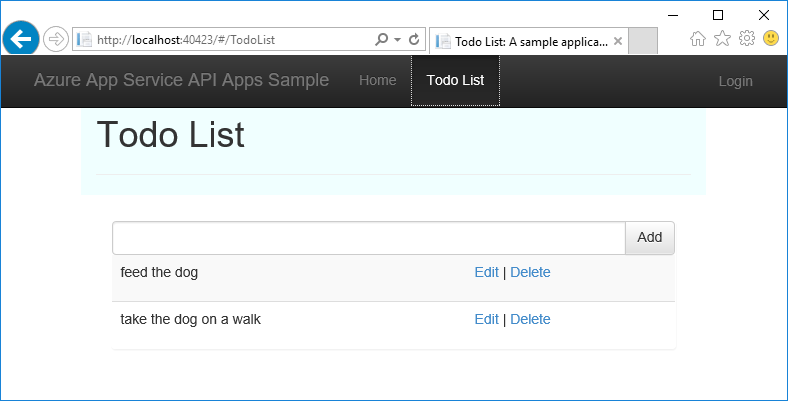 http://localhost:40423/#/TodoList
Todo List: A sample applica...
Azure App Service API Apps Sample Home Todo List Login
Todo List
Add
feed the dog Edit | Delete
take the dog on a walk Edit | Delete